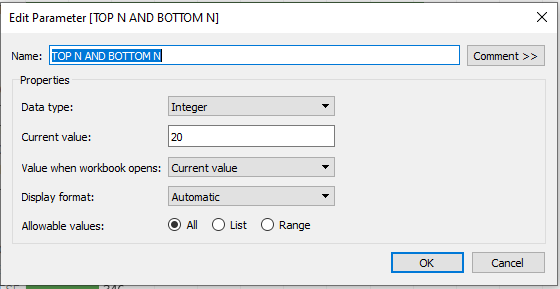 Edit Parameter [TOP N AND BOTTOM N]
Name: TOP N AND BOTTOM N Comment >>
Properties
Data type: Integer
Current value: 20
Value when workbook opens: Current value
Display format: Automatic
Allowable values: All List Range
OK Cancel